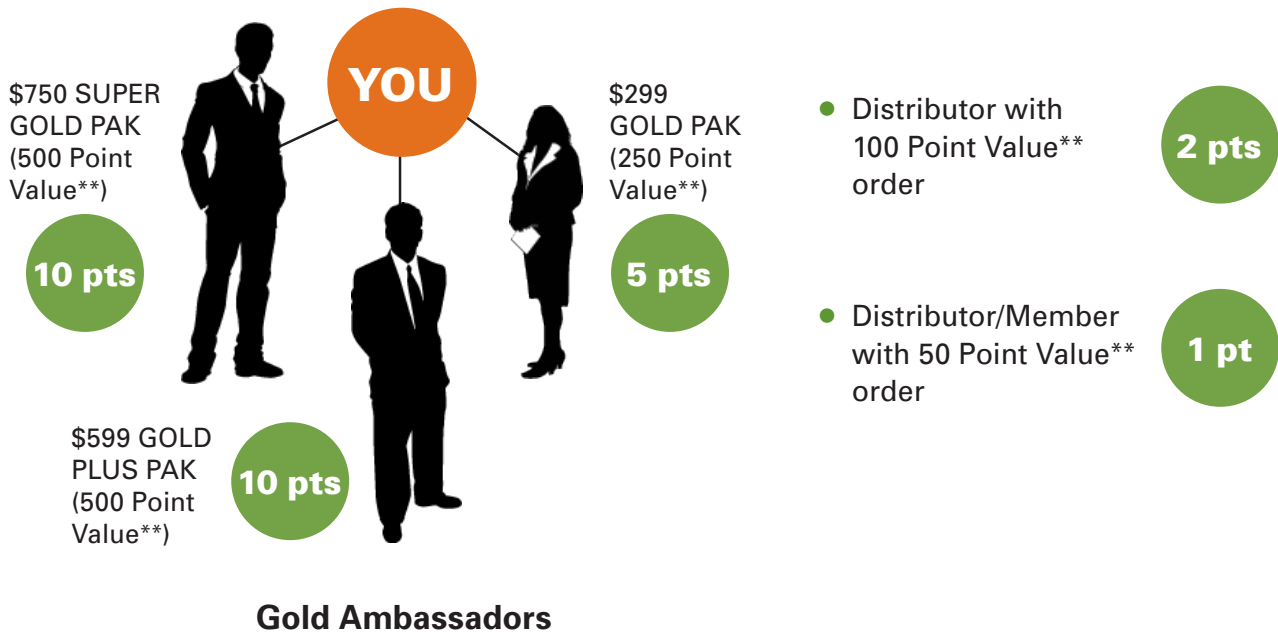 YOU
$750 SUPER
GOLD PAK
(500 Point
Value**)
10 pts
$299
GOLD PAK
(250 Point
Value**)
5 pts
$599 GOLD
PLUS PAK
(500 Point
Value**)
10 pts
Gold Ambassadors
• Distributor with
100 Point Value**
order
2 pts
• Distributor/Member
with 50 Point Value**
order
1 pt